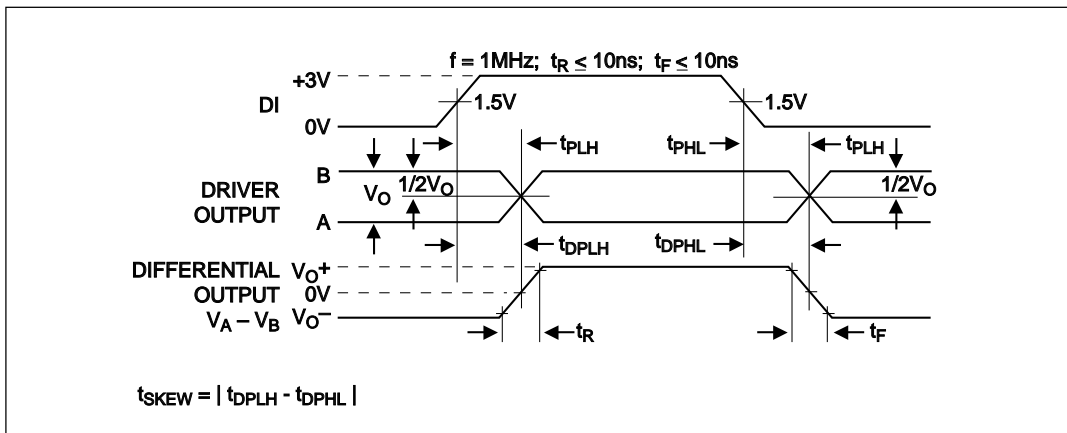 f = 1MHz; tR ≤ 10ns; tF ≤ 10ns
+3V
DI
1.5V
1.5V
0V
tPLH
tPHL
tPLH
B
DRIVER
OUTPUT
VO
1/2VO
1/2VO
A
tDPLH
tDPHL
DIFFERENTIAL
OUTPUT
VA – VB
VO+
0V
VO–
tR
tF
tSKEW = | tDPLH - tDPHL |